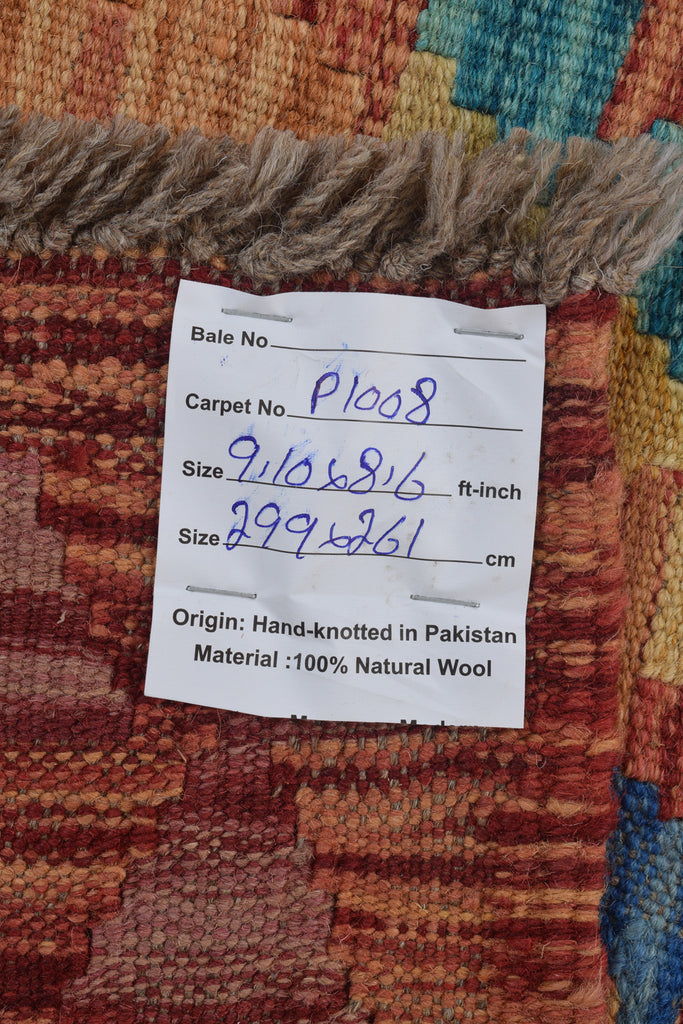 Bale No
Carpet No P1008
Size 9,10x8,6 ft-inch
Size 299x261 cm
Origin: Hand-knotted in Pakistan
Material :100% Natural Wool